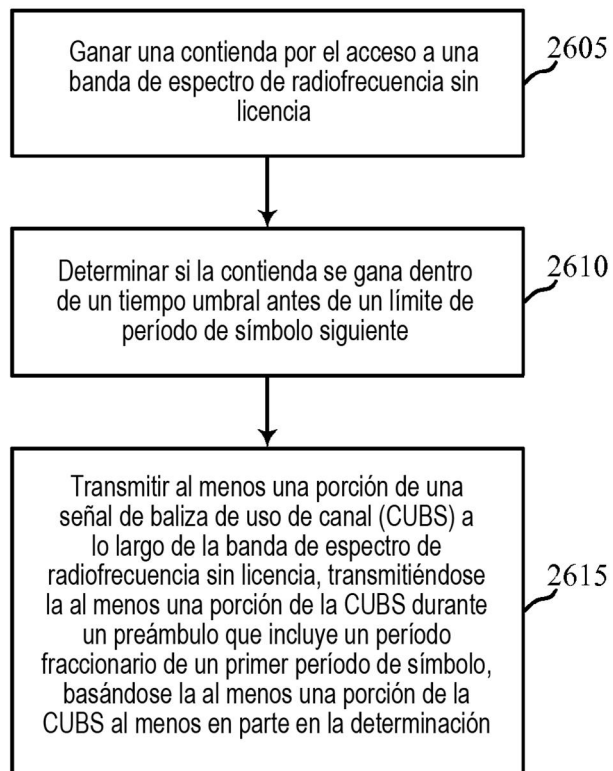 Ganar una contienda por el acceso a una
banda de espectro de radiofrecuencia sin
licencia
2605
Determinar si la contienda se gana dentro
de un tiempo umbral antes de un límite de
período de símbolo siguiente
2610
Transmitir al menos una porción de una
señal de baliza de uso de canal (CUBS) a
lo largo de la banda de espectro de
radiofrecuencia sin licencia, transmitiéndose
la al menos una porción de la CUBS durante
un preámbulo que incluye un período
fraccionario de un primer período de símbolo,
basándose la al menos una porción de la
CUBS al menos en parte en la determinación
2615